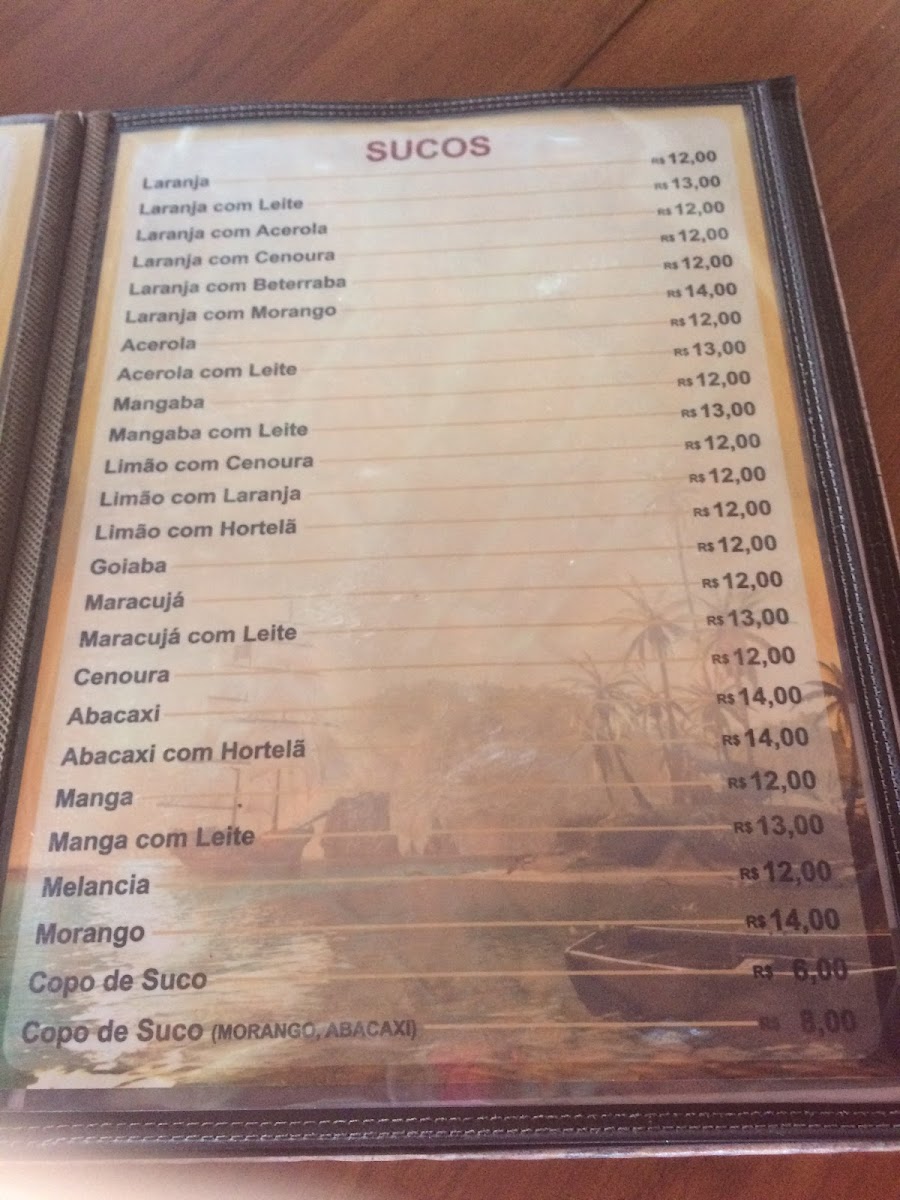 SUCOS
Laranja R$ 12,00
Laranja com Leite R$ 13,00
Laranja com Acerola R$ 12,00
Laranja com Cenoura R$ 12,00
Laranja com Beterraba R$ 12,00
Laranja com Morango R$ 14,00
Acerola R$ 12,00
Acerola com Leite R$ 13,00
Mangaba R$ 12,00
Mangaba com Leite R$ 13,00
Limão com Cenoura R$ 12,00
Limão com Laranja R$ 12,00
Limão com Hortelã R$ 12,00
Goiaba R$ 12,00
Maracujá R$ 12,00
Maracujá com Leite R$ 13,00
Cenoura R$ 12,00
Abacaxi R$ 14,00
Abacaxi com Hortelã R$ 14,00
Manga R$ 12,00
Manga com Leite R$ 13,00
Melancia R$ 12,00
Morango R$ 14,00
Copo de Suco R$ 6,00
Copo de Suco (MORANGO, ABACAXI) R$ 8,00